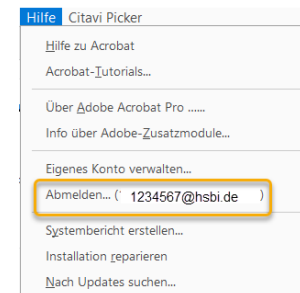 Hilfe Citavi Picker
Hilfe zu Acrobat
Acrobat-Tutorials...
Über Adobe Acrobat Pro ......
Info über Adobe-Zusatzmodule...
Eigenes Konto verwalten...
Abmelden... (' 1234567@hsbi.de )
Systembericht erstellen...
Installation reparieren
Nach Updates suchen...